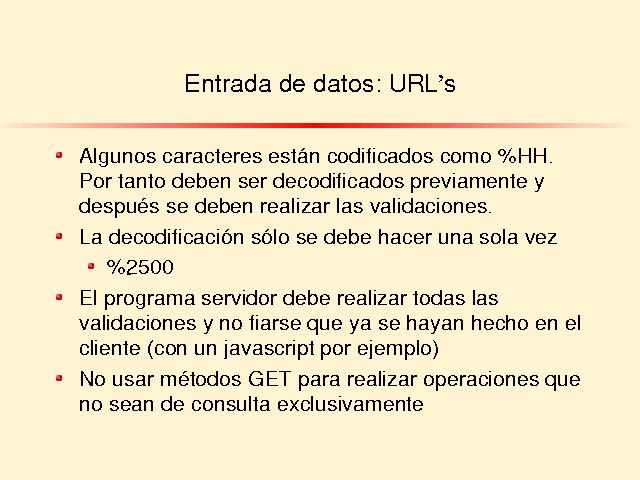 Entrada de datos: URL’s
Algunos caracteres están codificados como %HH.
Por tanto deben ser decodificados previamente y
después se deben realizar las validaciones.
La decodificación sólo se debe hacer una sola vez
%2500
El programa servidor debe realizar todas las
validaciones y no fiarse que ya se hayan hecho en el
cliente (con un javascript por ejemplo)
No usar métodos GET para realizar operaciones que
no sean de consulta exclusivamente